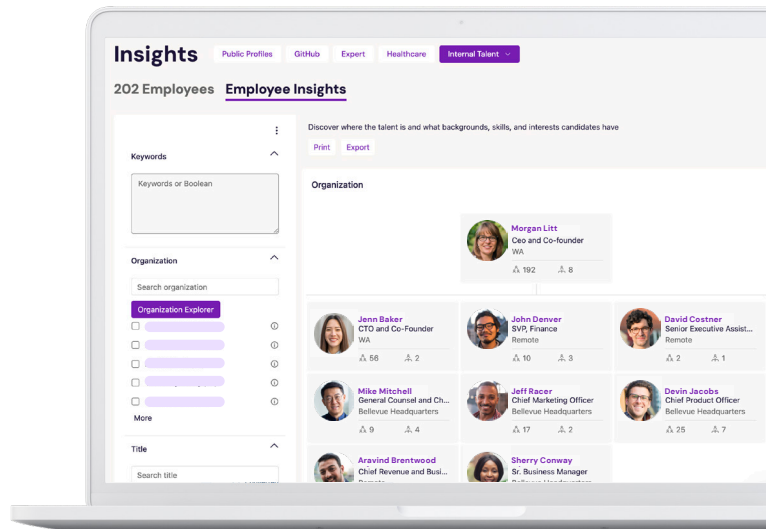 Insights
Public Profiles GitHub Expert Healthcare Internal Talent
202 Employees Employee Insights
Discover where the talent is and what backgrounds, skills, and interests candidates have
Print Export
Keywords
Keywords or Boolean
Organization
Search organization
Organization Explorer
More
Title
Search title
Organization
Morgan Litt
Ceo and Co-founder
WA
192 8
Jenn Baker
CTO and Co-Founder
WA
56 2
John Denver
SVP, Finance
Remote
10 3
David Costner
Senior Executive Assist...
Remote
2 1
Mike Mitchell
General Counsel and Ch...
Bellevue Headquarters
9 4
Jeff Racer
Chief Marketing Officer
Bellevue Headquarters
17 2
Devin Jacobs
Chief Product Officer
Bellevue Headquarters
25 7
Aravind Brentwood
Chief Revenue and Busi...
Remote
Sherry Conway
Sr. Business Manager
Bellevue Headquarters